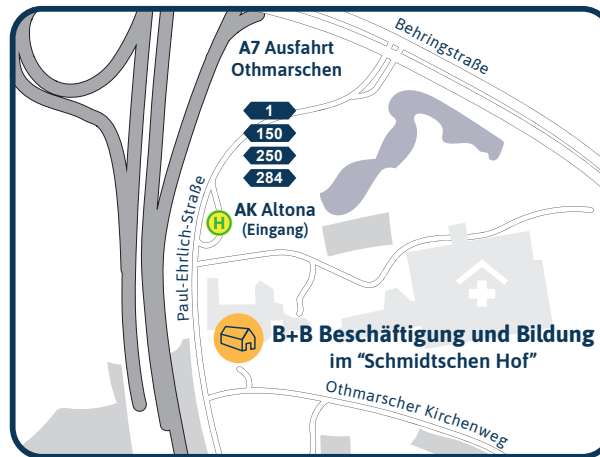 A7 Ausfahrt
Othmarschen
Behringstraße
1
150
250
284
Paul-Ehrlich-Straße
H
AK Altona
(Eingang)
B+B Beschäftigung und Bildung
im “Schmidtschen Hof”
Othmarscher Kirchenweg